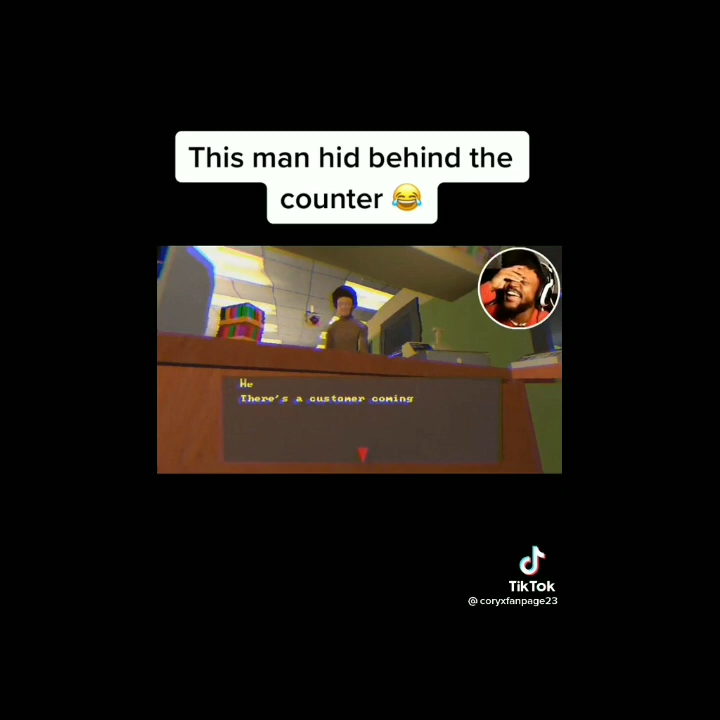 This man hid behind the
counter 😂
He
There's a customer coming
TikTok
@coryxfanpage23